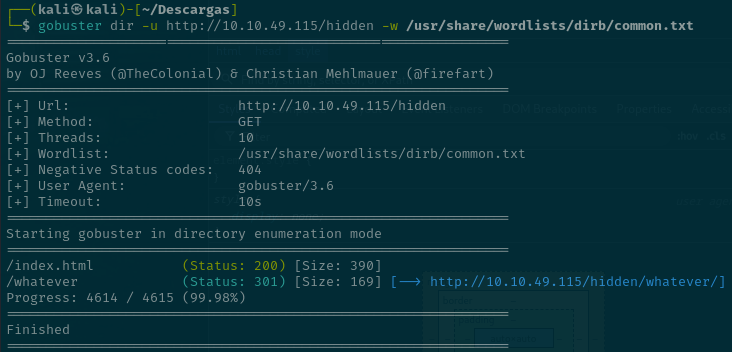 ┌──(kali㉿kali)-[~/Descargas]
└─$ gobuster dir -u http://10.10.49.115/hidden -w /usr/share/wordlists/dirb/common.txt
===============================================================
Gobuster v3.6
by OJ Reeves (@TheColonial) & Christian Mehlmauer (@firefart)
===============================================================
[+] Url:                     http://10.10.49.115/hidden
[+] Method:                  GET
[+] Threads:                 10
[+] Wordlist:                /usr/share/wordlists/dirb/common.txt
[+] Negative Status codes:   404
[+] User Agent:              gobuster/3.6
[+] Timeout:                 10s
===============================================================
Starting gobuster in directory enumeration mode
===============================================================
/index.html           (Status: 200) [Size: 390]
/whatever             (Status: 301) [Size: 169] [--> http://10.10.49.115/hidden/whatever/]
Progress: 4614 / 4615 (99.98%)
===============================================================
Finished
===============================================================